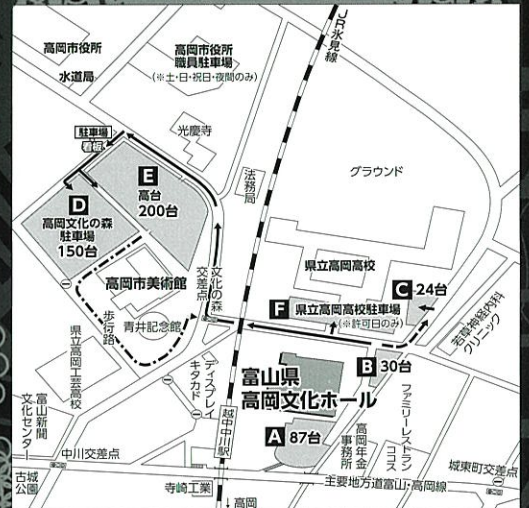 高岡市役所
水道局
高岡市役所
職員駐車場
(※土・日・祝日・夜間のみ)
JR氷見線
駐車場
看板
光慶寺
E
高台
200台
法務局
グラウンド
D
高岡文化の森
駐車場
150台
高岡市美術館
文化の森
交差点
県立高岡高校
C 24台
F 県立高岡高校駐車場
(※許可日のみ)
若草神経内科
クリニック
歩行路
青井記念館
県立高岡工芸高校
ディスプレイ
キタカド
富山県
高岡文化ホール
B 30台
A 87台
越中中川駅
高岡年金
事務所
ファミリーレストラン
ココス
富山新聞
文化センター
中川交差点
城東町交差点
古城
公園
寺崎工業
↓高岡
主要地方道富山・高岡線